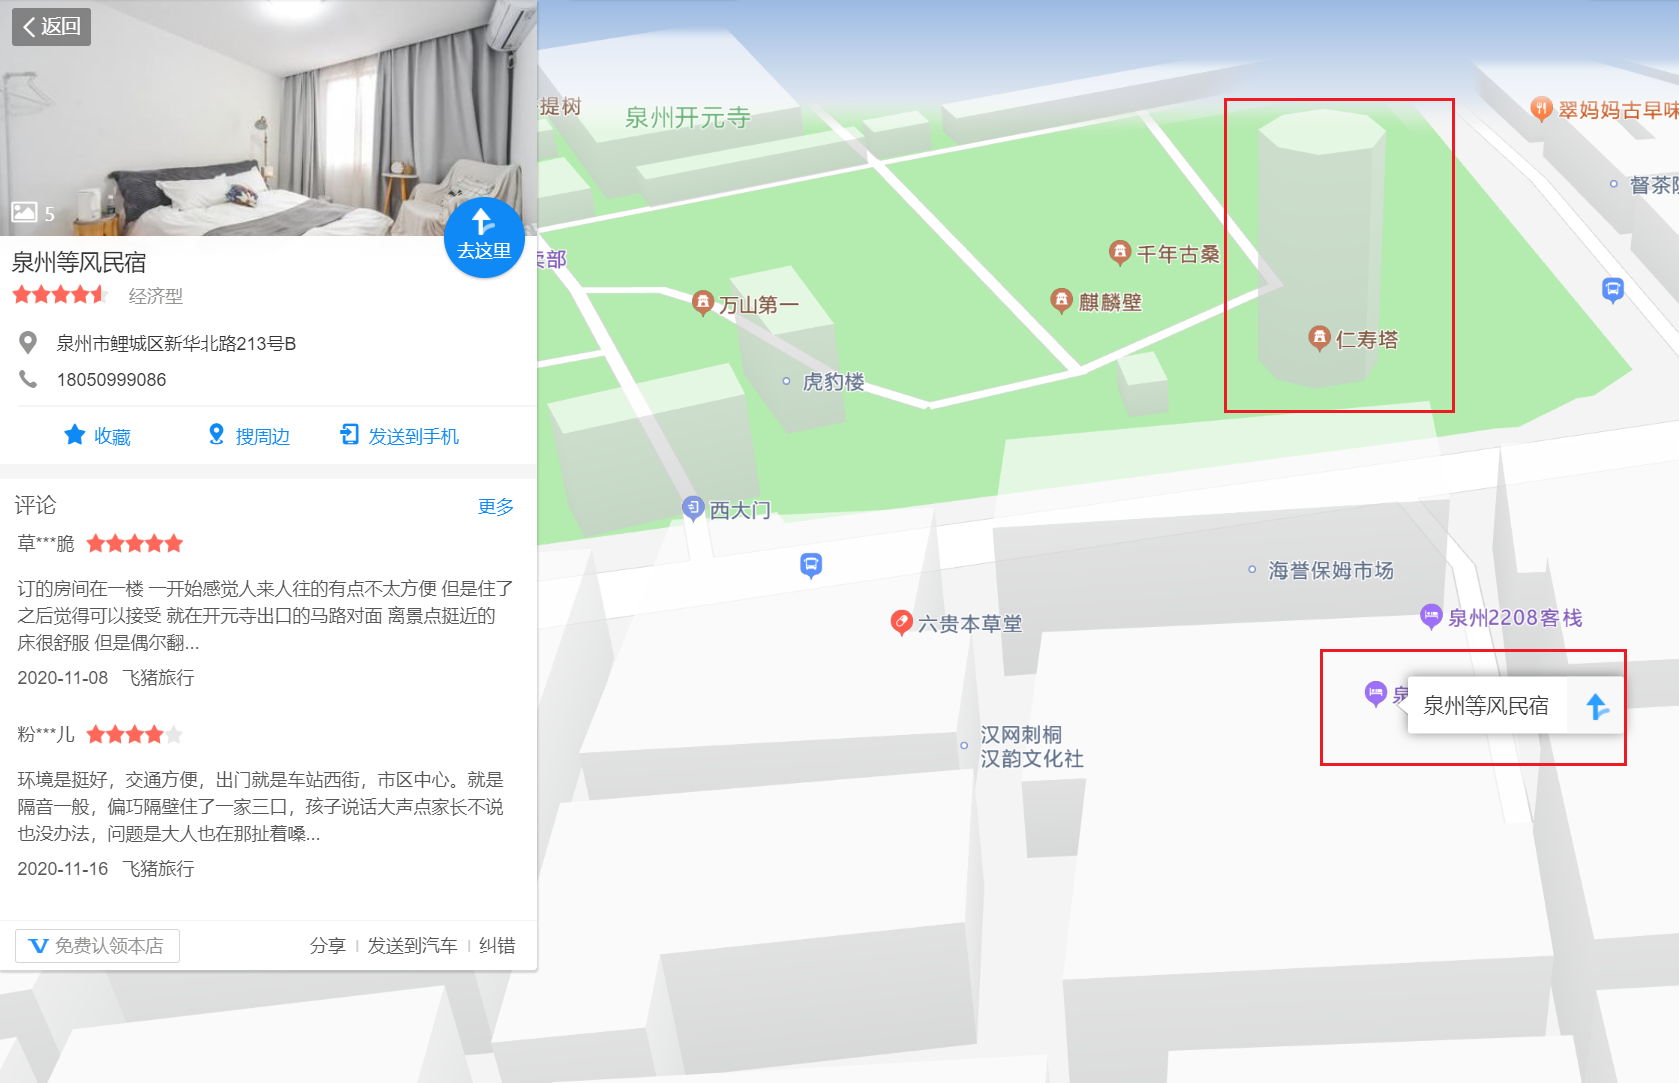 返回
5
去这里
泉州等风民宿
经济型
泉州市鲤城区新华北路213号B
18050999086
收藏
搜周边
发送到手机
评论
更多
草***脆
订的房间在一楼 一开始感觉人来人往的有点不太方便 但是住了
之后觉得可以接受 就在开元寺出口的马路对面 离景点挺近的
床很舒服 但是偶尔翻...
2020-11-08 飞猪旅行
粉***儿
环境是挺好，交通方便，出门就是车站西街，市区中心。就是
隔音一般，偏巧隔壁住了一家三口，孩子说话大声点家长不说
也没办法，问题是大人也在那扯着嗓...
2020-11-16 飞猪旅行
免费认领本店
分享
发送到汽车
纠错
提树
泉州开元寺
翠妈妈古早味
督茶
卖部
千年古桑
麒麟壁
万山第一
仁寿塔
虎豹楼
西大门
海誉保姆市场
六贵本草堂
泉州2208客栈
泉
泉州等风民宿
汉网刺桐
汉韵文化社